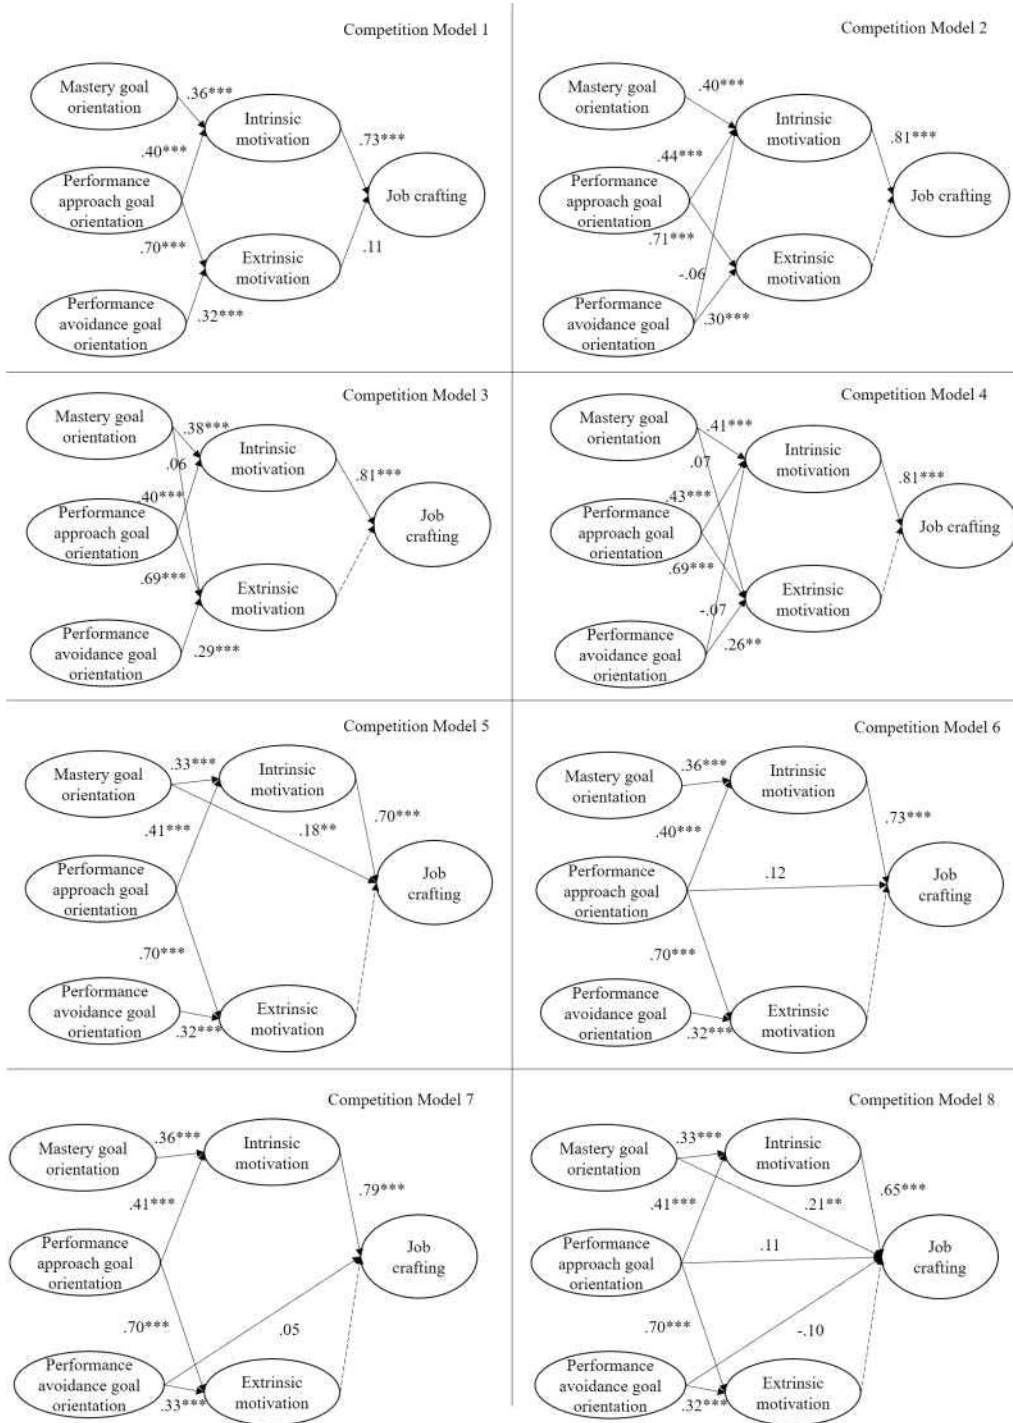 Competition Model 1
Mastery goal
orientation
.36***
Intrinsic
motivation
.40***
.73***
Performance
approach goal
orientation
Job crafting
.70***
Extrinsic
motivation
.11
Performance
avoidance goal
orientation
.32***
Competition Model 2
Mastery goal
orientation
.40***
Intrinsic
motivation
.44***
.81***
Performance
approach goal
orientation
Job crafting
.71***
Extrinsic
motivation
-.06
Performance
avoidance goal
orientation
.30***
Competition Model 3
Mastery goal
orientation
.38***
Intrinsic
motivation
.06
.81***
.40***
Performance
approach goal
orientation
Job
crafting
.69***
Extrinsic
motivation
Performance
avoidance goal
orientation
.29***
Competition Model 4
Mastery goal
orientation
.41***
Intrinsic
motivation
.07
.81***
.43***
Performance
approach goal
orientation
Job crafting
.69***
Extrinsic
motivation
-.07
Performance
avoidance goal
orientation
.26**
Competition Model 5
Mastery goal
orientation
.33***
Intrinsic
motivation
.41***
.18**
.70***
Performance
approach goal
orientation
Job
crafting
.70***
Performance
avoidance goal
orientation
.32***
Extrinsic
motivation
Competition Model 6
Mastery goal
orientation
.36***
Intrinsic
motivation
.40***
.73***
Performance
approach goal
orientation
.12
Job
crafting
.70***
Performance
avoidance goal
orientation
.32***
Extrinsic
motivation
Competition Model 7
Mastery goal
orientation
.36***
Intrinsic
motivation
.41***
.79***
Performance
approach goal
orientation
Job
crafting
.70***
.05
Performance
avoidance goal
orientation
.33***
Extrinsic
motivation
Competition Model 8
Mastery goal
orientation
.33***
Intrinsic
motivation
.41***
.21**
.65***
Performance
approach goal
orientation
.11
Job
crafting
.70***
-.10
Performance
avoidance goal
orientation
.32***
Extrinsic
motivation